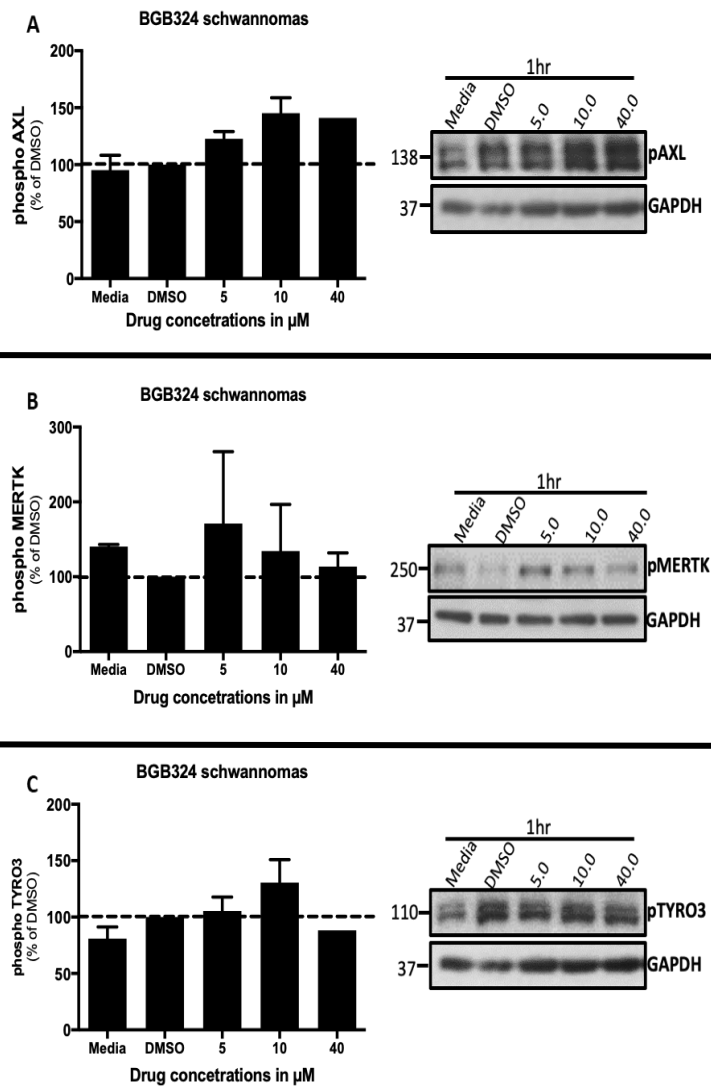 A
BGB324 schwannomas
phospho AXL
(% of DMSO)
200
150
100
50
0
Media DMSO 5 10 40
Drug concetrations in µM
1hr
Media DMSO 5.0 10.0 40.0
138 pAXL
37 GAPDH
B
BGB324 schwannomas
phospho MERTK
(% of DMSO)
300
200
100
0
Media DMSO 5 10 40
Drug concetrations in µM
1hr
Media DMSO 5.0 10.0 40.0
250 pMERTK
37 GAPDH
C
BGB324 schwannomas
phospho TYRO3
(% of DMSO)
200
150
100
50
0
Media DMSO 5 10 40
Drug concetrations in µM
1hr
Media DMSO 5.0 10.0 40.0
110 pTYRO3
37 GAPDH